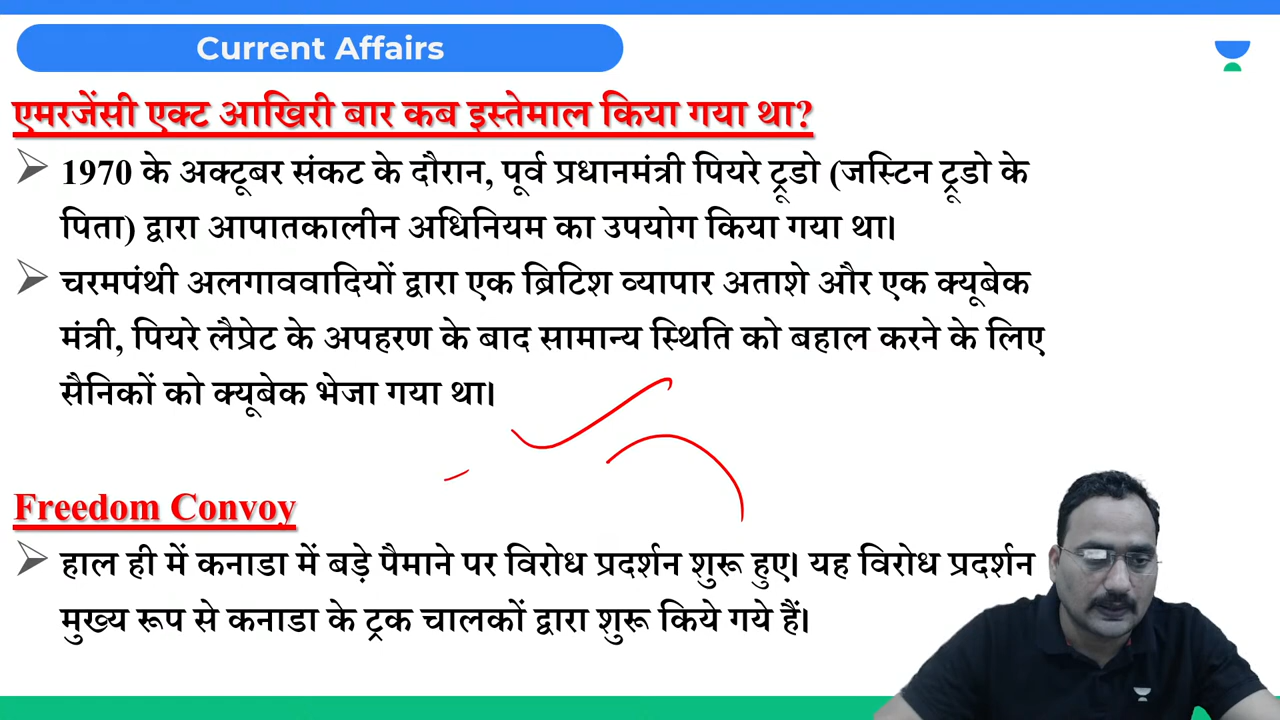 Current Affairs
एमरजेंसी एक्ट आखिरी बार कब इस्तेमाल किया गया था?
1970 के अक्टूबर संकट के दौरान, पूर्व प्रधानमंत्री पियरे ट्रूडो (जस्टिन ट्रूडो के
पिता) द्वारा आपातकालीन अधिनियम का उपयोग किया गया था।
चरमपंथी अलगाववादियों द्वारा एक ब्रिटिश व्यापार अताशे और एक क्यूबेक
मंत्री, पियरे लैप्रेट के अपहरण के बाद सामान्य स्थिति को बहाल करने के लिए
सैनिकों को क्यूबेक भेजा गया था।
Freedom Convoy
हाल ही में कनाडा में बड़े पैमाने पर विरोध प्रदर्शन शुरू हुए। यह विरोध प्रदर्शन
मुख्य रूप से कनाडा के ट्रक चालकों द्वारा शुरू किये गये हैं।